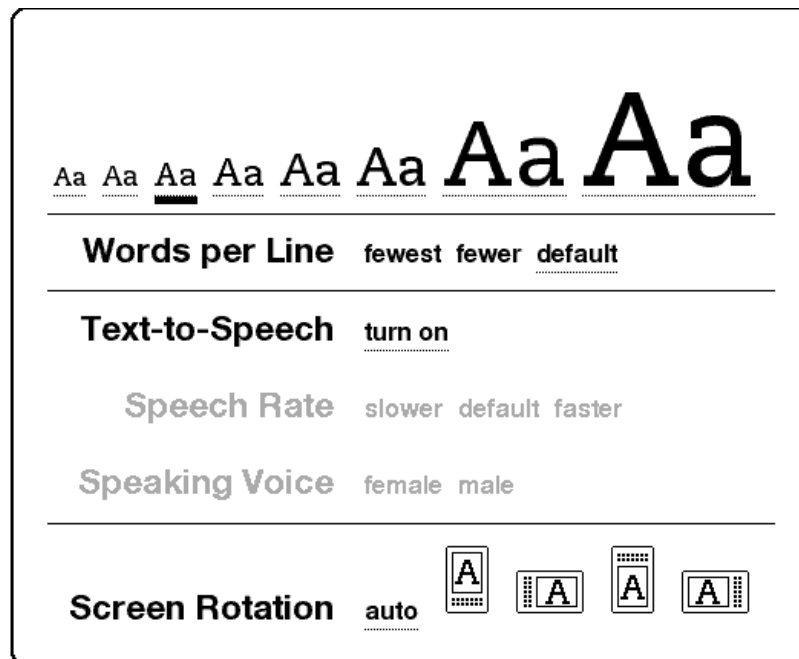 Aa Aa Aa Aa Aa Aa Aa Aa
Words per Line fewest fewer default
Text-to-Speech turn on
Speech Rate slower default faster
Speaking Voice female male
Screen Rotation auto A A A A